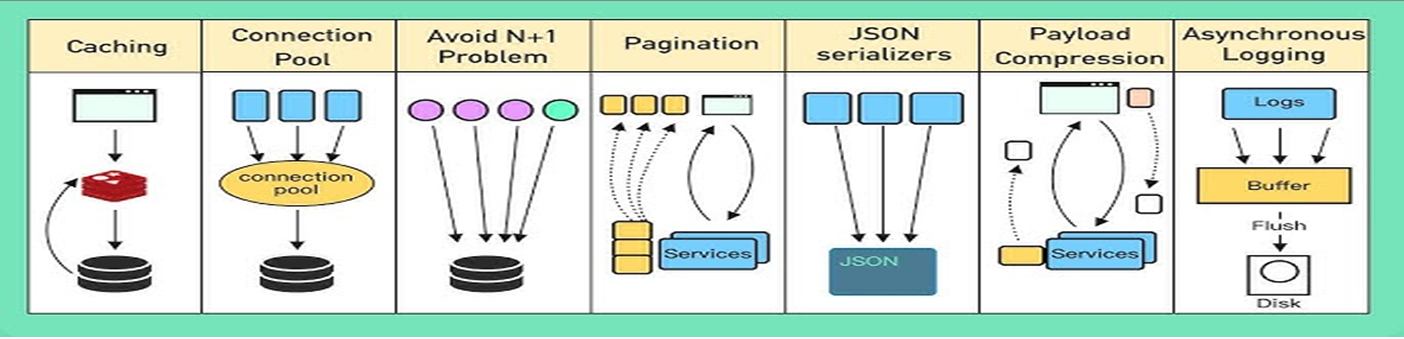 Caching
Connection
Pool
Avoid N+1
Problem
Pagination
JSON
serializers
Payload
Compression
Asynchronous
Logging
connection
pool
Services
JSON
Services
Logs
Buffer
Flush
Disk